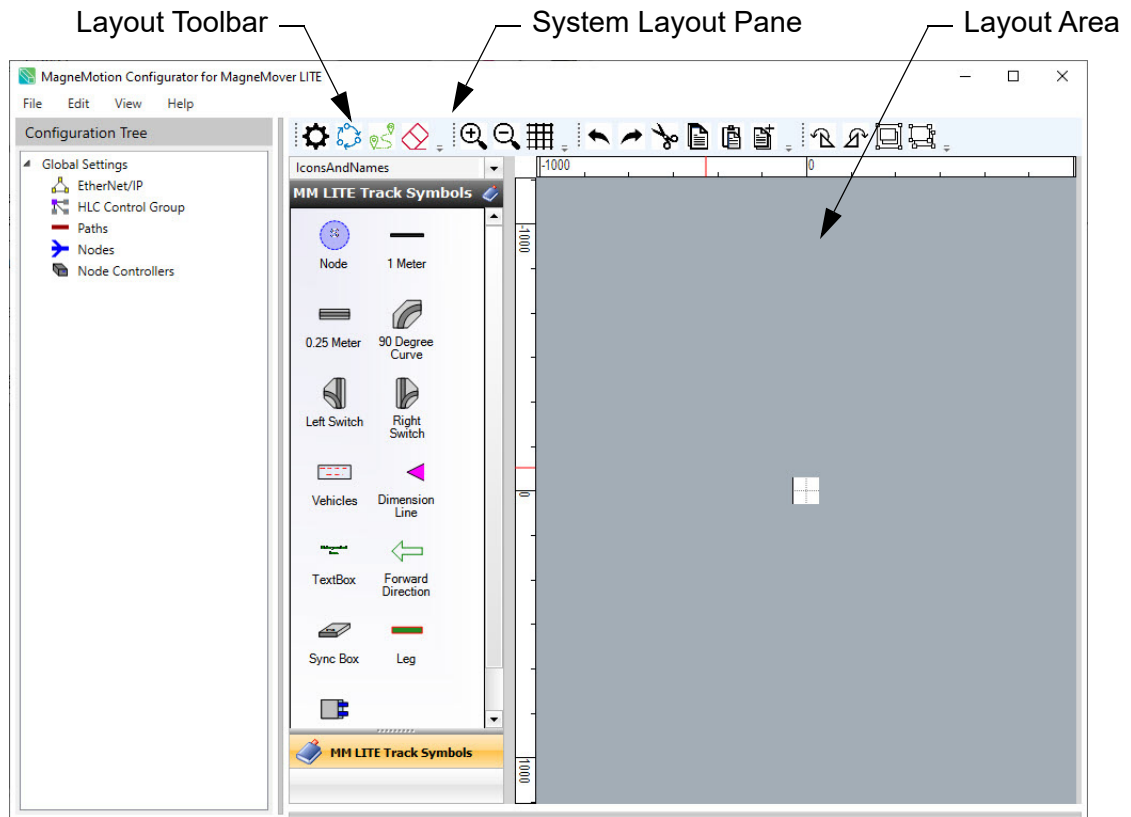 Layout Toolbar System Layout Pane Layout Area
MagneMotion Configurator for MagneMover LITE
File Edit View Help
Configuration Tree
Global Settings
EtherNet/IP
HLC Control Group
Paths
Nodes
Node Controllers
IconsAndNames
MM LITE Track Symbols
Node 1 Meter
0.25 Meter 90 Degree
Curve
Left Switch Right
Switch
Vehicles Dimension
Line
TextBox Forward
Direction
Sync Box Leg
MM LITE Track Symbols
-1000 0
-1000
0
1000